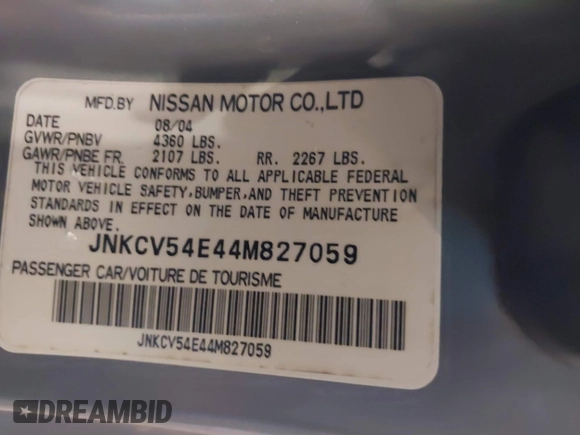 MFD.BY NISSAN MOTOR CO.,LTD
DATE 08/04
GVWR/PNBV 4360 LBS.
GAWR/PNBE FR. 2107 LBS. RR. 2267 LBS.
THIS VEHICLE CONFORMS TO ALL APPLICABLE FEDERAL
MOTOR VEHICLE SAFETY,BUMPER,AND THEFT PREVENTION
STANDARDS IN EFFECT ON THE DATE OF MANUFACTURE
SHOWN ABOVE.
JNKCV54E44M827059
PASSENGER CAR/VOITURE DE TOURISME
JNKCV54E44M827059
DREAMBID